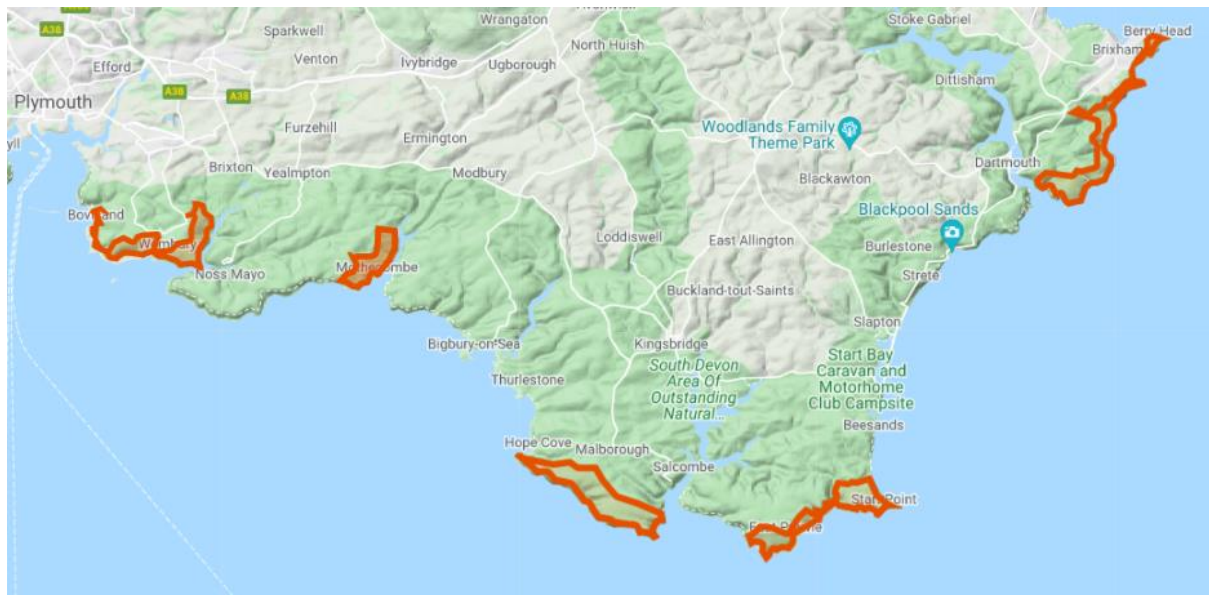 A38
Sparkwell
Wrangaton
Stoke Gabriel
Berry Head
Brixham
A38
Efford
Venton
Ivybridge
Ugborough
North Huish
Dittisham
A38
A38
Plymouth
Furzehill
Ermington
Woodlands Family
Theme Park
Brixton
Yealmpton
Modbury
Dartmouth
Blackawton
Blackpool Sands
Wembury
Loddiswell
East Allington
Burlestone
Noss Mayo
Mothecombe
Strete
Buckland-tout-Saints
Slapton
Bigbury-on-Sea
Kingsbridge
South Devon
Area Of
Outstanding
Natural...
Start Bay
Caravan and
Motorhome
Club Campsite
Thurlestone
Beesands
Hope Cove
Malborough
Salcombe
Start Point